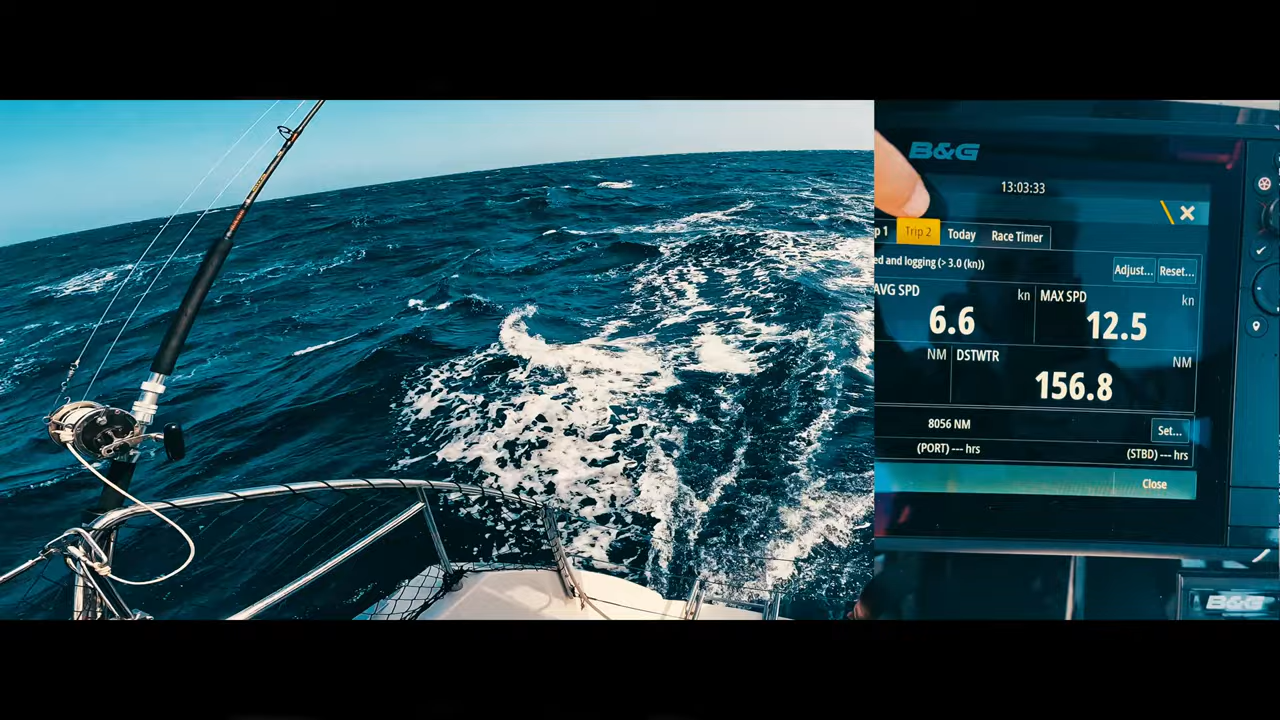 B&G
13:03:33
p 1 Trip 2 Today Race Timer
ed and logging (> 3.0 (kn))
Adjust... Reset...
AVG SPD kn MAX SPD kn
6.6 12.5
NM DSTWTR NM
156.8
8056 NM Set...
(PORT) --- hrs (STBD) --- hrs
Close
B&G